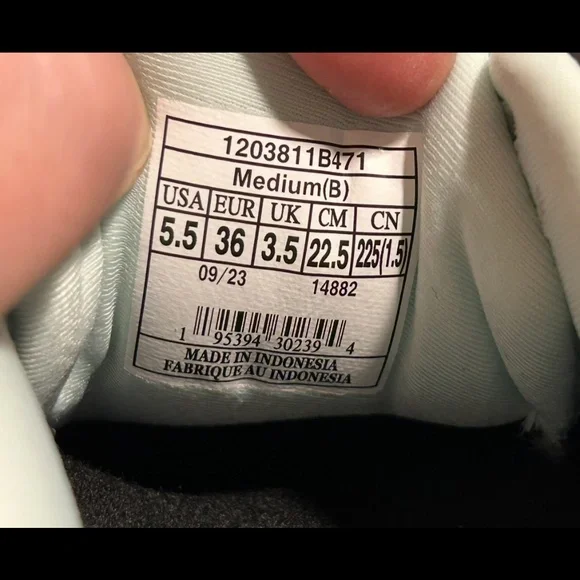 1203811B471
Medium(B)
USA EUR UK CM CN
5.5 36 3.5 22.5 225(1.5)
09/23 14882
1 95394 30239 4
MADE IN INDONESIA
FABRIQUE AU INDONESIA